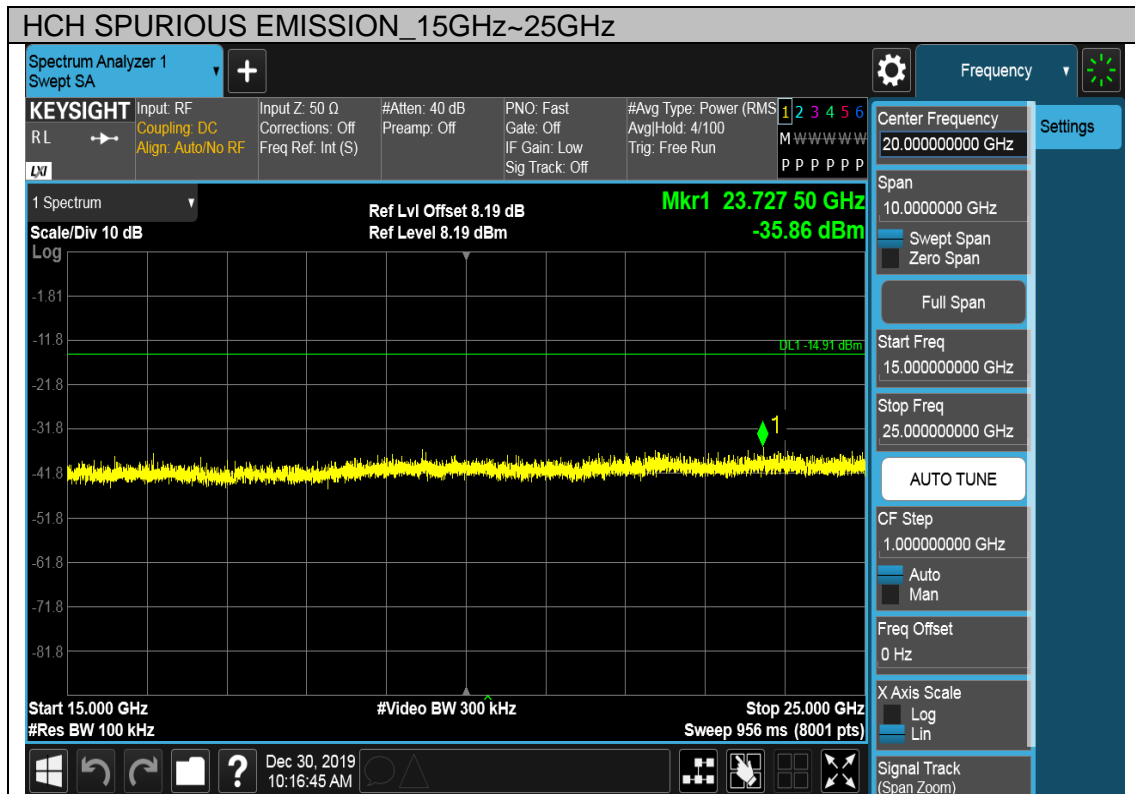 HCH SPURIOUS EMISSION_15GHz~25GHz
Spectrum Analyzer 1
Swept SA
Frequency
KEYSIGHT
R L
LXI
Input: RF
Coupling: DC
Align: Auto/No RF
Input Z: 50 Ω
Corrections: Off
Freq Ref: Int (S)
#Atten: 40 dB
Preamp: Off
PNO: Fast
Gate: Off
IF Gain: Low
Sig Track: Off
#Avg Type: Power (RMS
Avg|Hold: 4/100
Trig: Free Run
1 2 3 4 5 6
M W W W W W
P P P P P P
1 Spectrum
Scale/Div 10 dB
Ref Lvl Offset 8.19 dB
Ref Level 8.19 dBm
Mkr1 23.727 50 GHz
-35.86 dBm
Log
-1.81
-11.8
DL1 -14.91 dBm
-21.8
-31.8
1
-41.8
-51.8
-61.8
-71.8
-81.8
Start 15.000 GHz
#Video BW 300 kHz
Stop 25.000 GHz
#Res BW 100 kHz
Sweep 956 ms (8001 pts)
Center Frequency
20.000000000 GHz
Settings
Span
10.0000000 GHz
Swept Span
Zero Span
Full Span
Start Freq
15.000000000 GHz
Stop Freq
25.000000000 GHz
AUTO TUNE
CF Step
1.000000000 GHz
Auto
Man
Freq Offset
0 Hz
X Axis Scale
Log
Lin
Signal Track
(Span Zoom)
?
Dec 30, 2019
10:16:45 AM